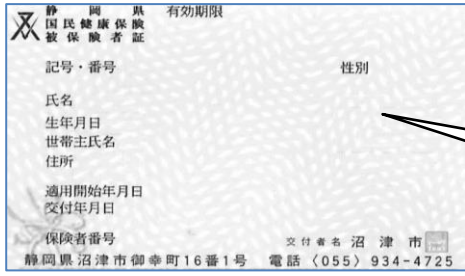 静岡県 有効期限
国民健康保険
被保険者証
記号・番号 性別
氏名
生年月日
世帯主氏名
住所
適用開始年月日
交付年月日
保険者番号 交付者名 沼津市
静岡県沼津市御幸町16番1号 電話〈055〉934-4725